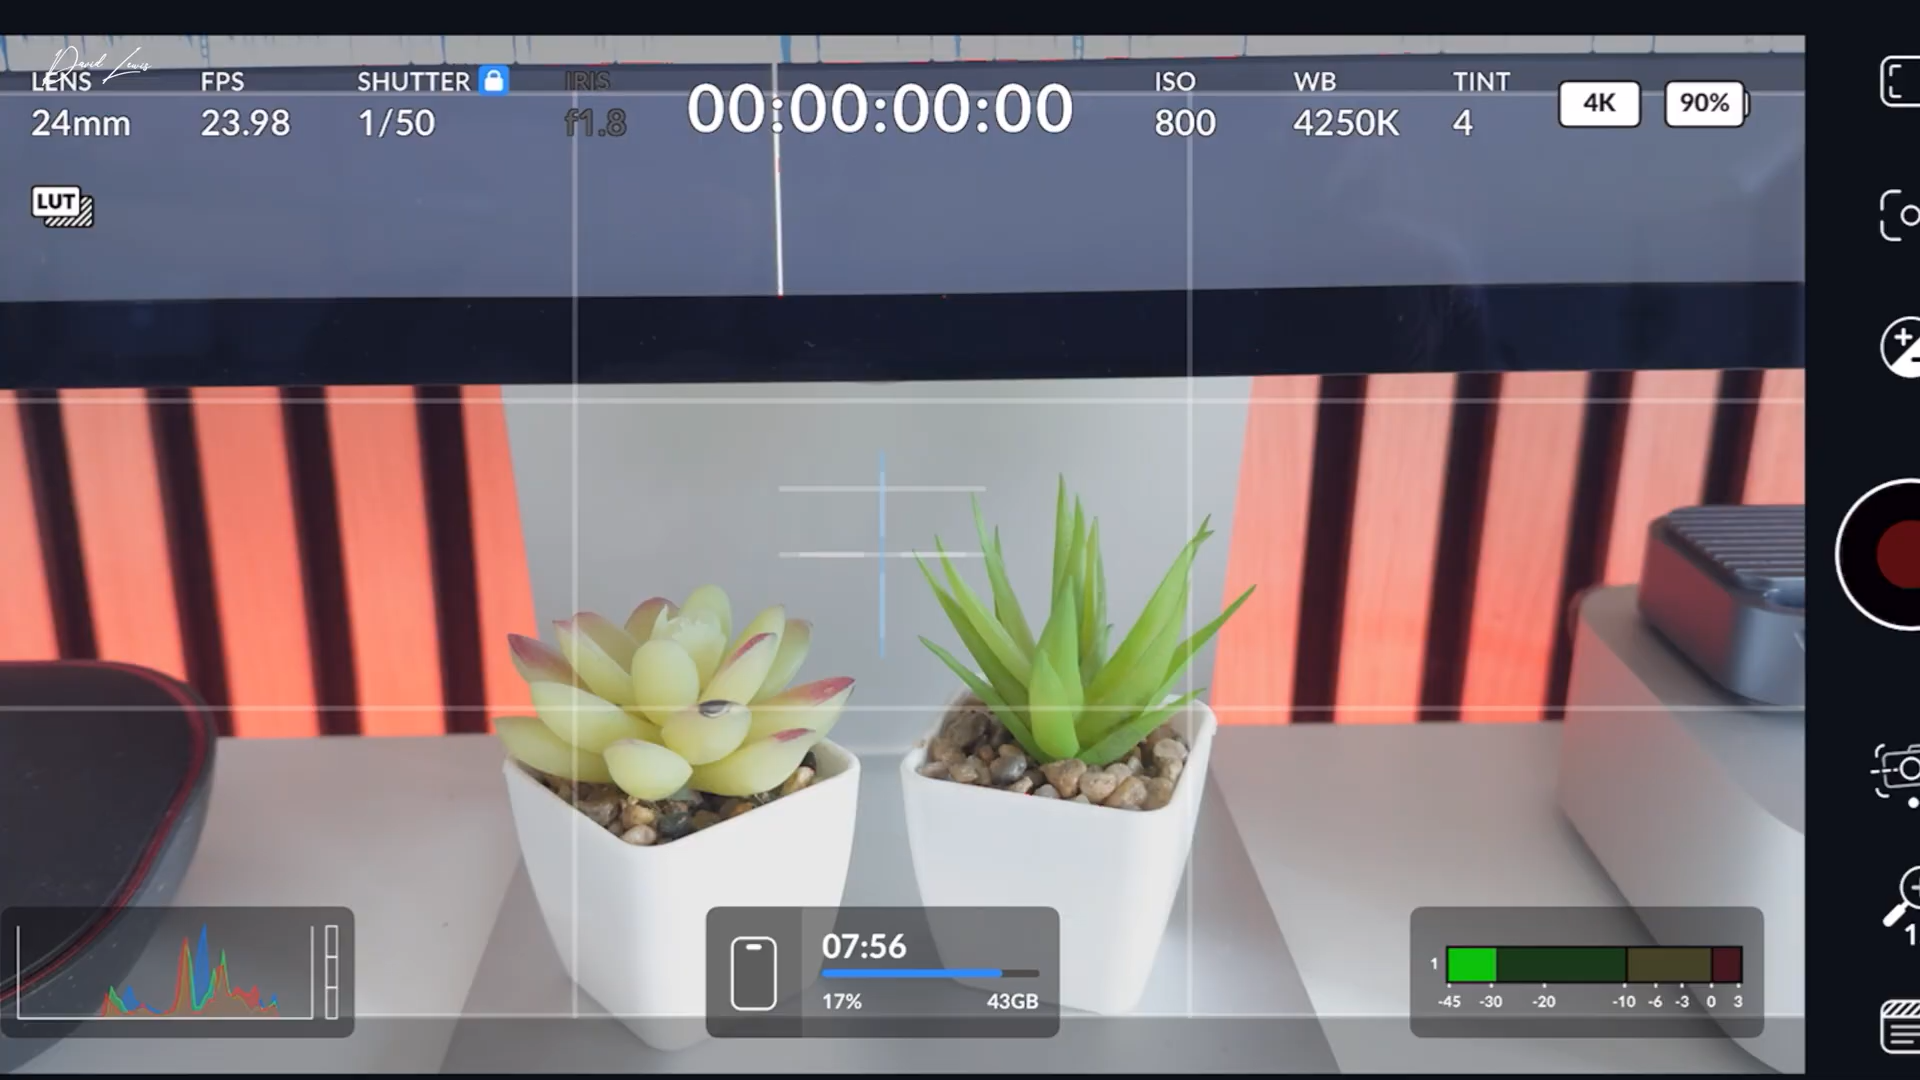 David Lewis
LENS FPS SHUTTER IRIS 00:00:00:00 ISO WB TINT 4K 90%
24mm 23.98 1/50 f1.8 800 4250K 4
LUT
07:56
17% 43GB
1
-45 -30 -20 -10 -6 -3 0 3
1